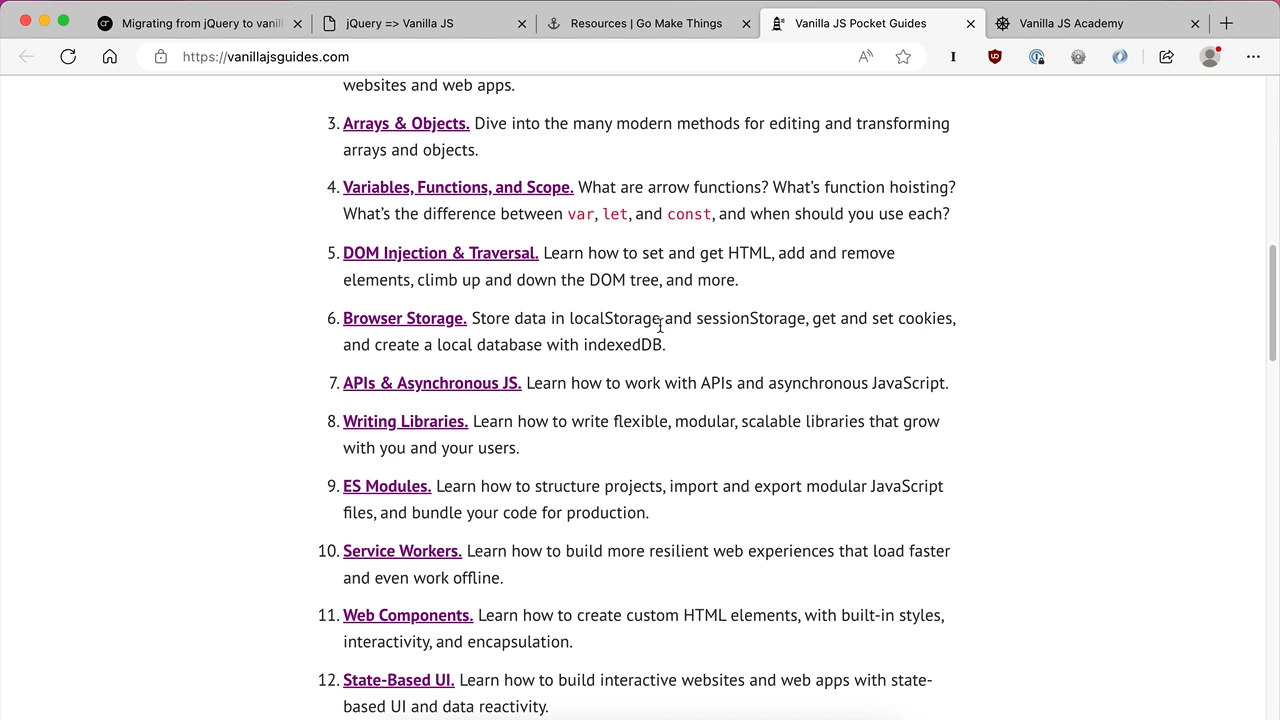 Migrating from jQuery to vanill
jQuery => Vanilla JS
Resources | Go Make Things
Vanilla JS Pocket Guides
Vanilla JS Academy
https://vanillajsguides.com
websites and web apps.
3. Arrays & Objects. Dive into the many modern methods for editing and transforming
arrays and objects.
4. Variables, Functions, and Scope. What are arrow functions? What’s function hoisting?
What’s the difference between var, let, and const, and when should you use each?
5. DOM Injection & Traversal. Learn how to set and get HTML, add and remove
elements, climb up and down the DOM tree, and more.
6. Browser Storage. Store data in localStorage and sessionStorage, get and set cookies,
and create a local database with indexedDB.
7. APIs & Asynchronous JS. Learn how to work with APIs and asynchronous JavaScript.
8. Writing Libraries. Learn how to write flexible, modular, scalable libraries that grow
with you and your users.
9. ES Modules. Learn how to structure projects, import and export modular JavaScript
files, and bundle your code for production.
10. Service Workers. Learn how to build more resilient web experiences that load faster
and even work offline.
11. Web Components. Learn how to create custom HTML elements, with built-in styles,
interactivity, and encapsulation.
12. State-Based UI. Learn how to build interactive websites and web apps with state-
based UI and data reactivity.